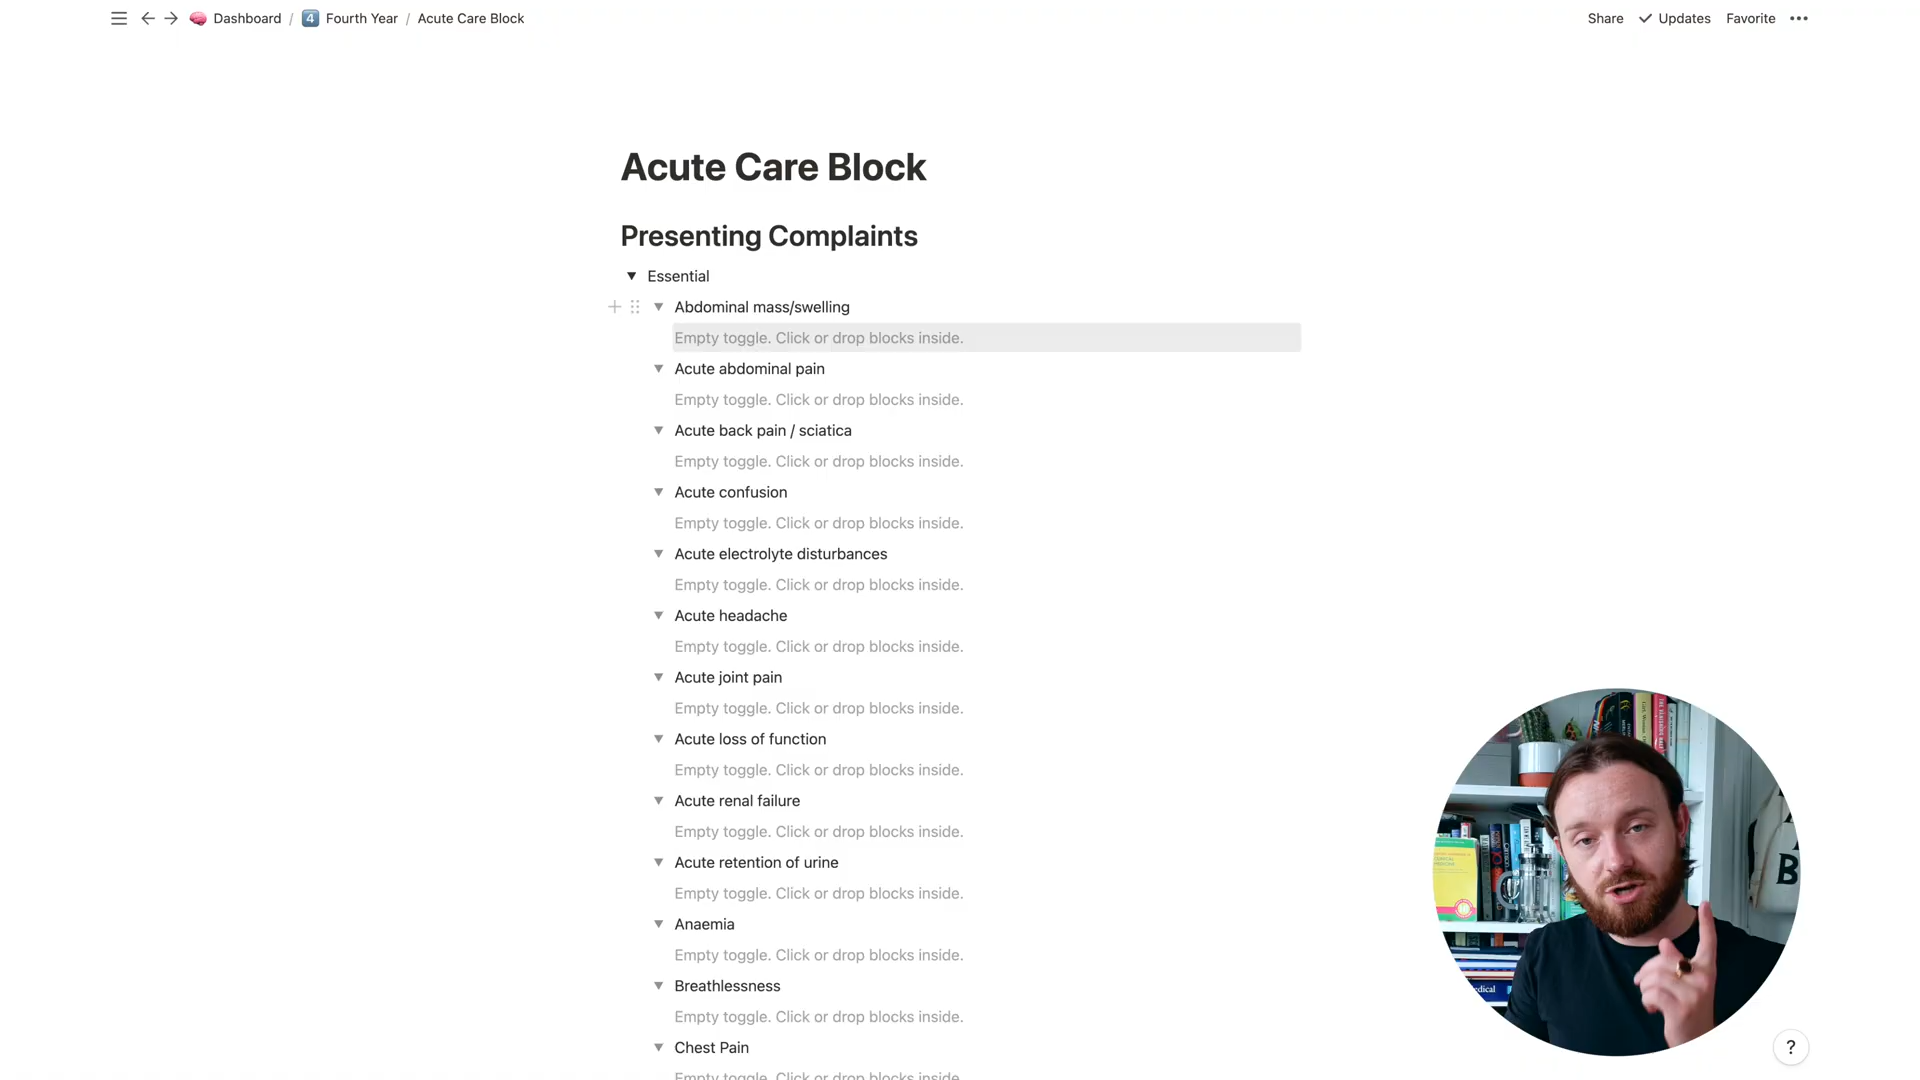 Dashboard / 4 Fourth Year / Acute Care Block
Share Updates Favorite
Acute Care Block
Presenting Complaints
Essential
Abdominal mass/swelling
Empty toggle. Click or drop blocks inside.
Acute abdominal pain
Empty toggle. Click or drop blocks inside.
Acute back pain / sciatica
Empty toggle. Click or drop blocks inside.
Acute confusion
Empty toggle. Click or drop blocks inside.
Acute electrolyte disturbances
Empty toggle. Click or drop blocks inside.
Acute headache
Empty toggle. Click or drop blocks inside.
Acute joint pain
Empty toggle. Click or drop blocks inside.
Acute loss of function
Empty toggle. Click or drop blocks inside.
Acute renal failure
Empty toggle. Click or drop blocks inside.
Acute retention of urine
Empty toggle. Click or drop blocks inside.
Anaemia
Empty toggle. Click or drop blocks inside.
Breathlessness
Empty toggle. Click or drop blocks inside.
Chest Pain
Empty toggle. Click or drop blocks inside.
B
?